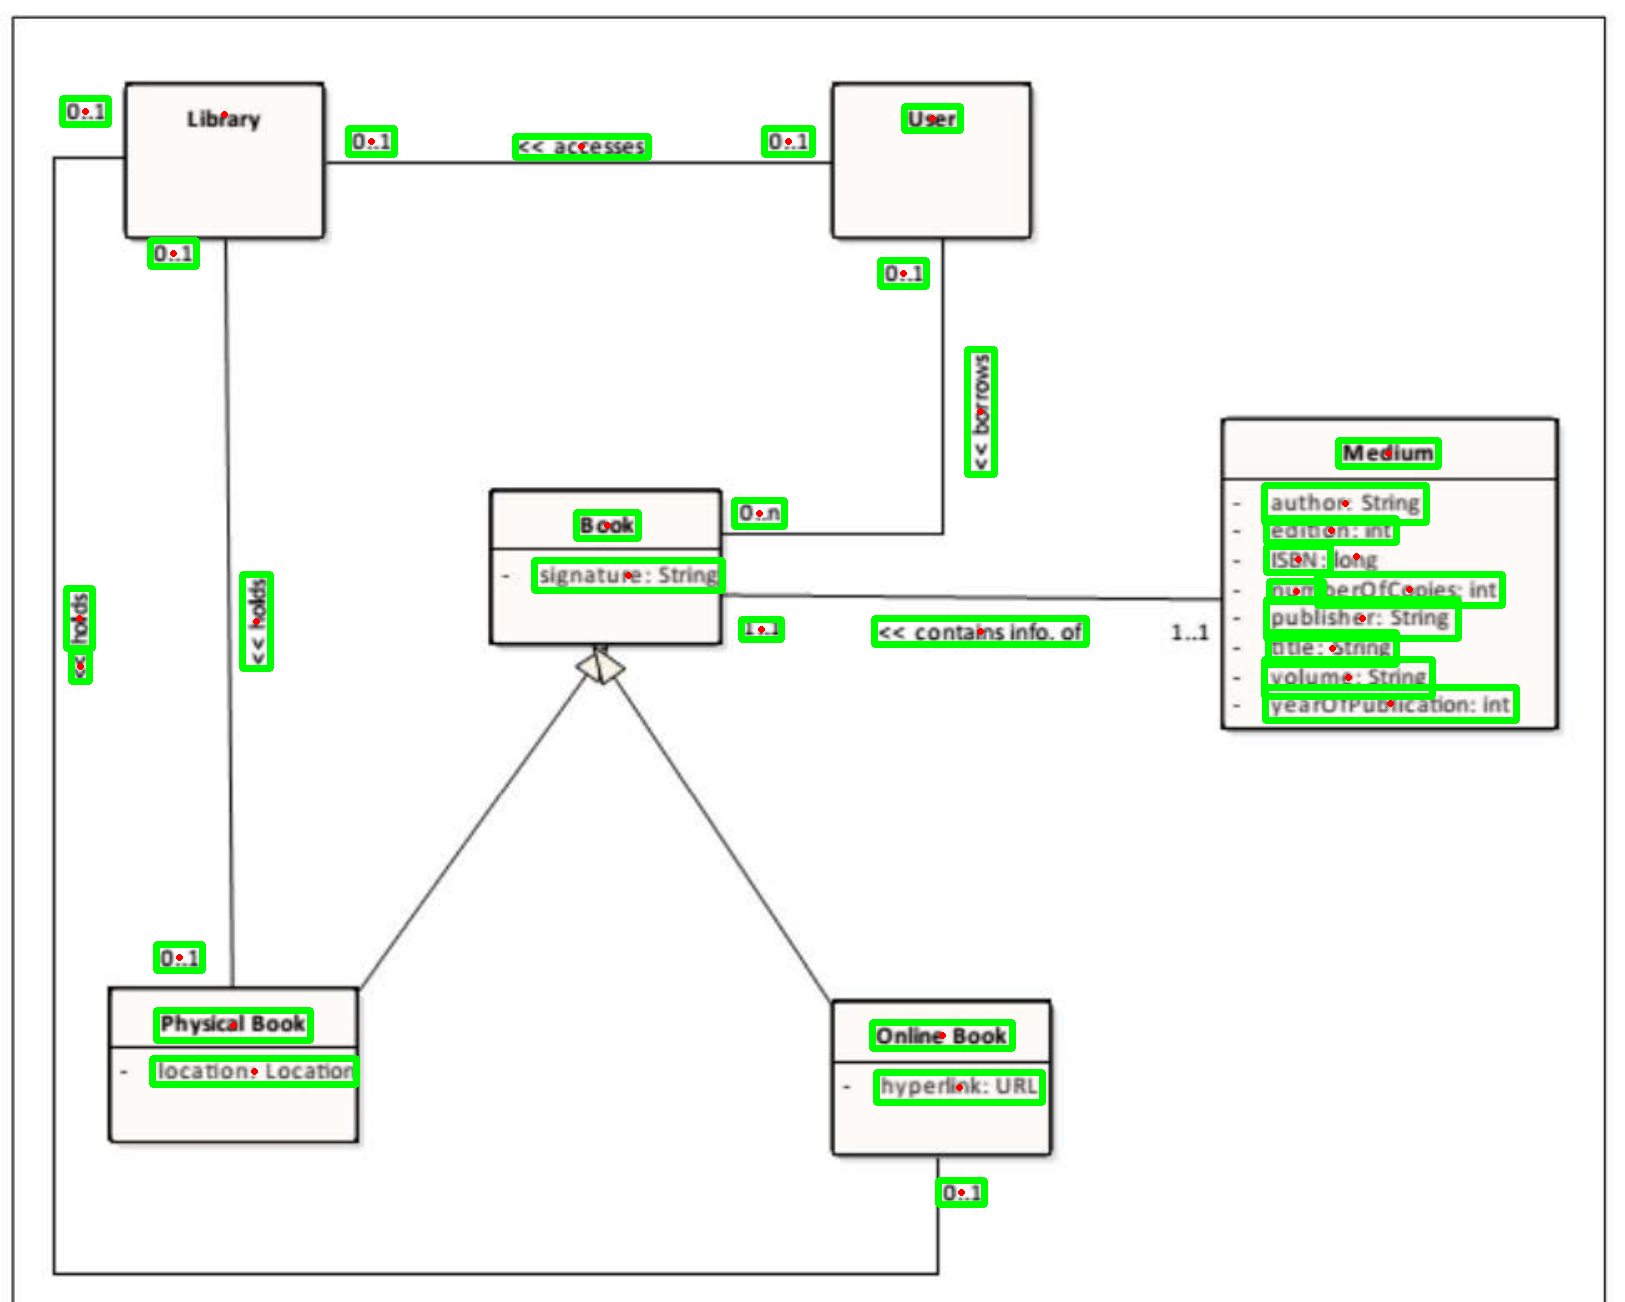 0..1
Library
0..1
<< accesses
0..1
User
0..1
0..1
<< borrows
Medium
- author: String
- edition: int
- ISBN: long
- numberOfCopies: int
- publisher: String
- title: String
- volume: String
- yearOfPublication: int
Book
0..n
- signature: String
1..1
<< contains info. of
1..1
<< holds
<< holds
0..1
Physical Book
- location: Location
Online Book
- hyperlink: URL
0..1